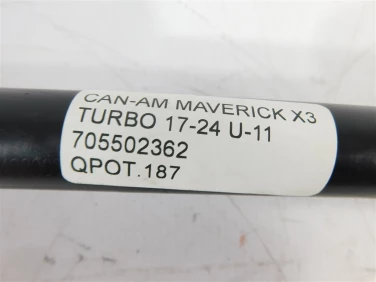 CAN-AM MAVERICK X3
TURBO 17-24 U-11
705502362
QPOT.187